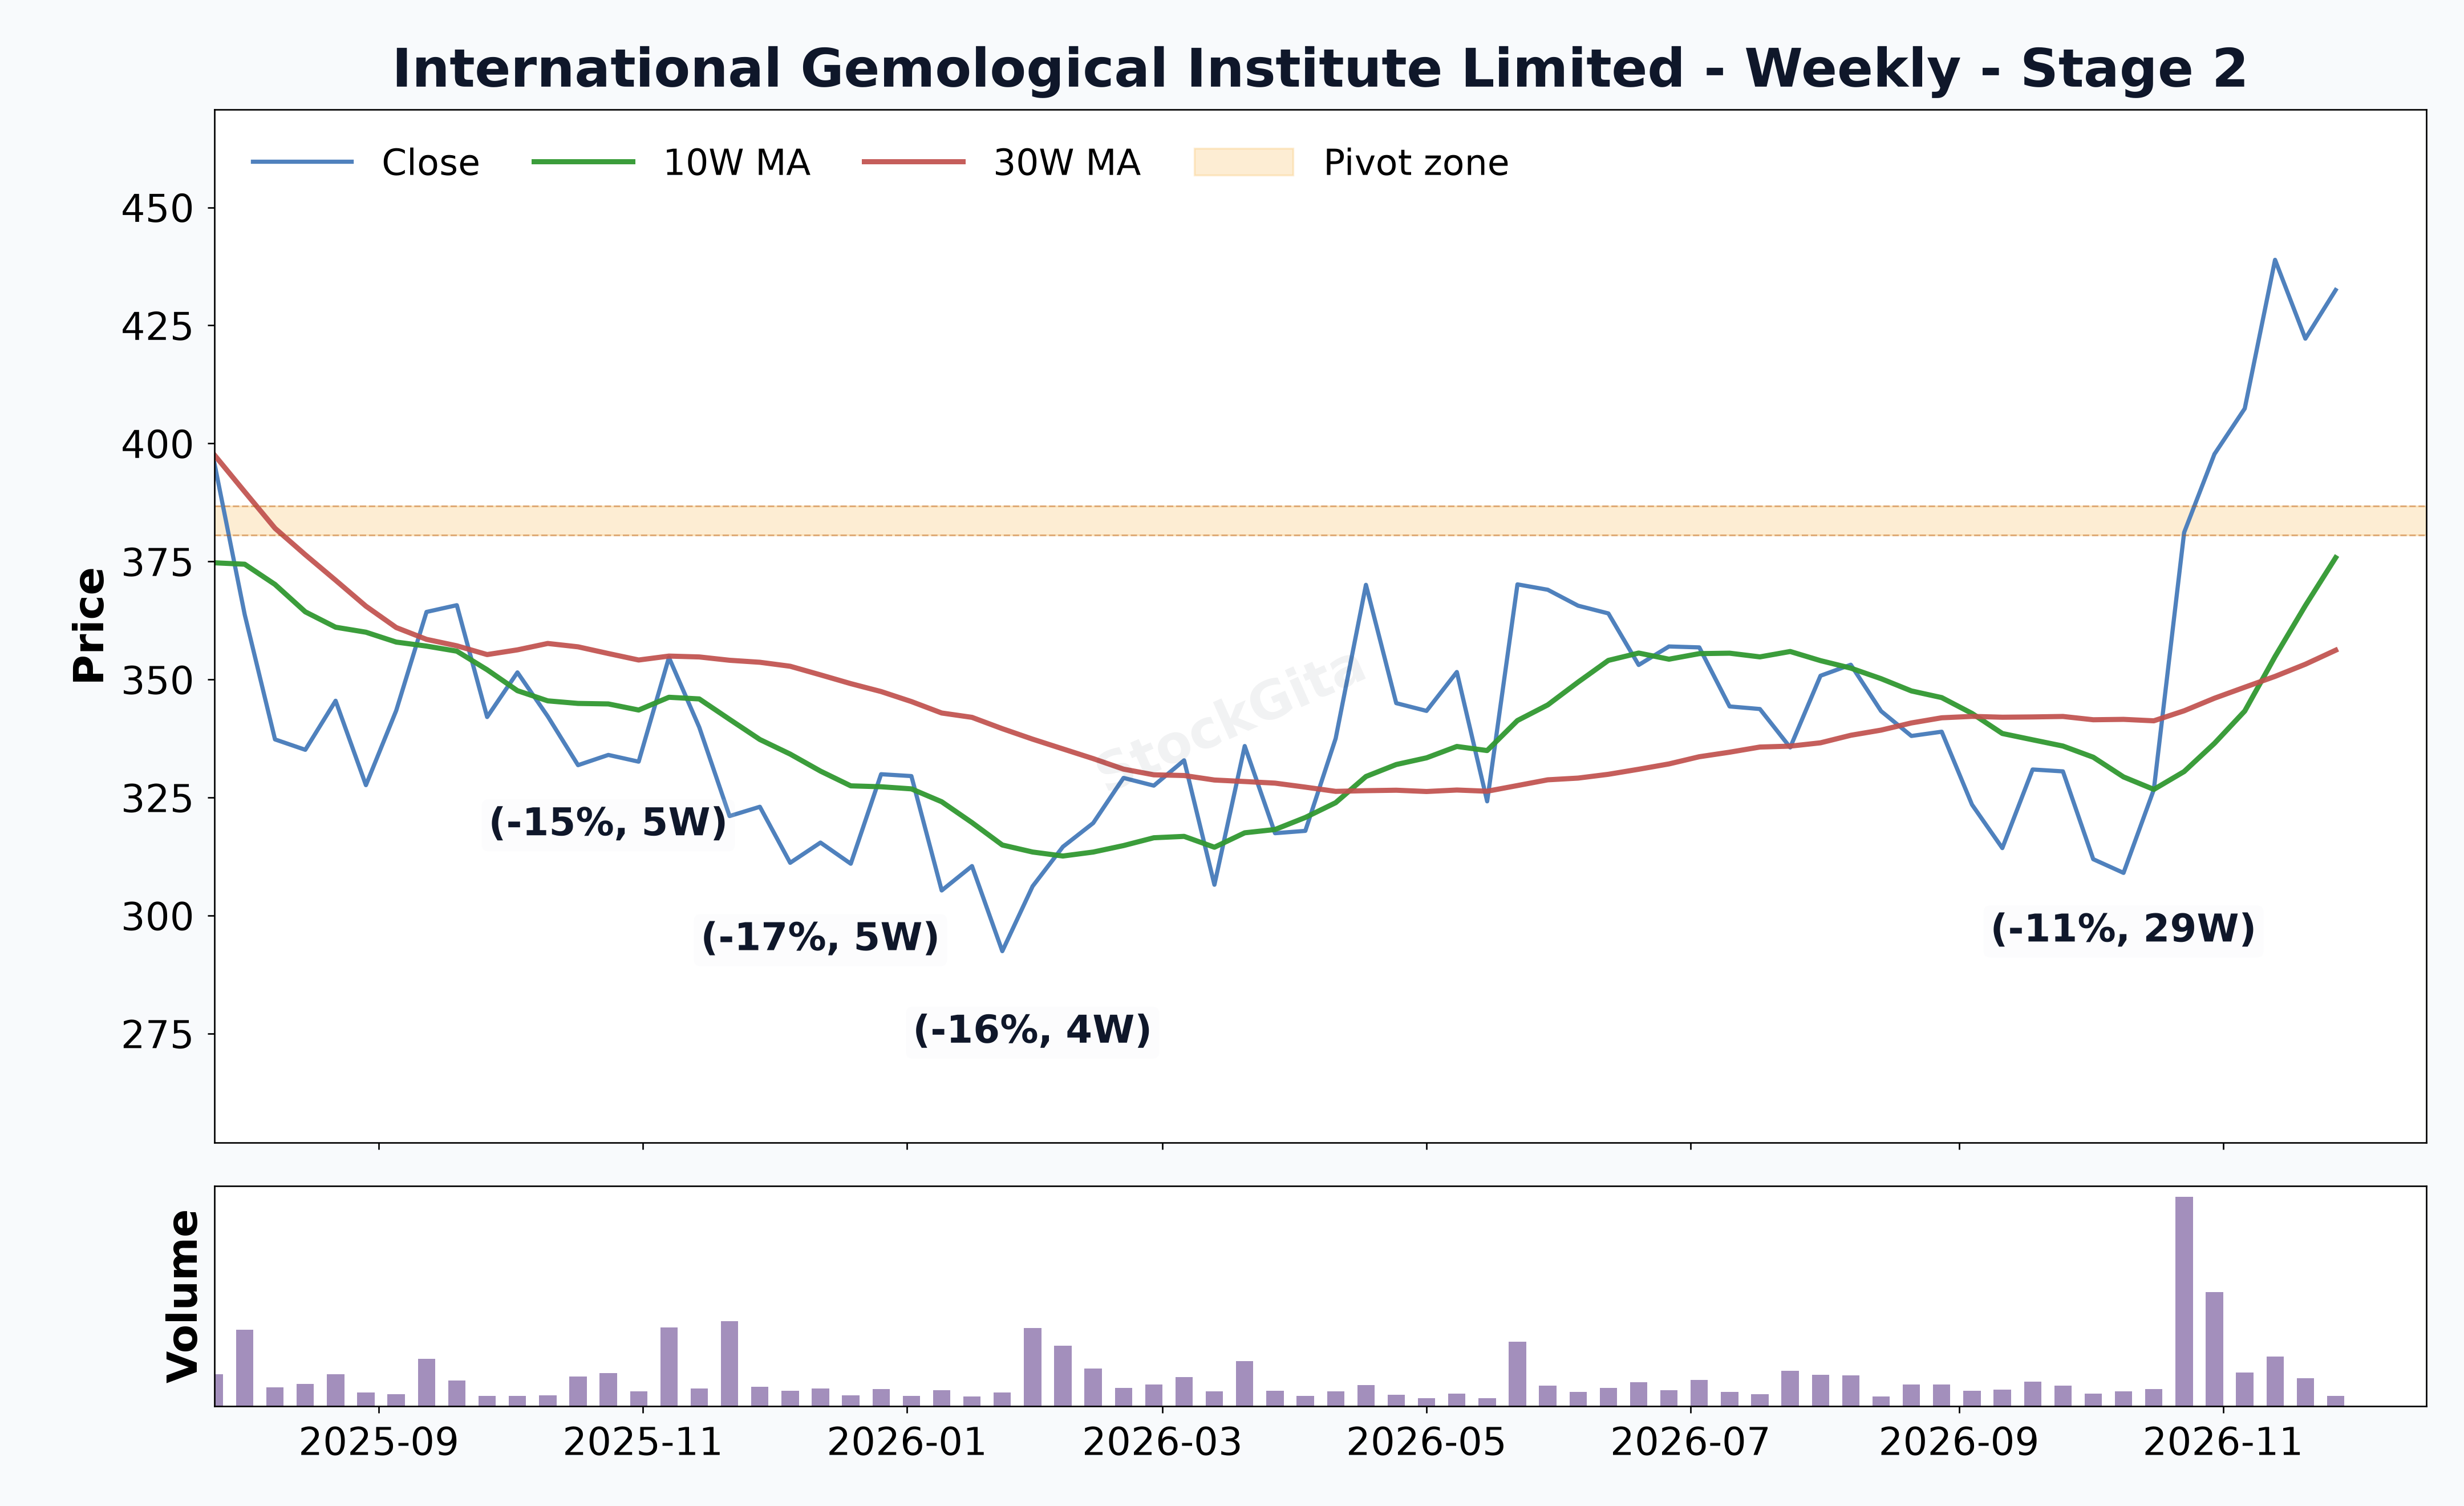 International Gemological Institute Limited - Weekly - Stage 2
Close 10W MA 30W MA Pivot zone
450
425
400
375
350
325
300
275
Price
StockGita
(-15%, 5W)
(-17%, 5W)
(-16%, 4W)
(-11%, 29W)
Volume
2025-09 2025-11 2026-01 2026-03 2026-05 2026-07 2026-09 2026-11